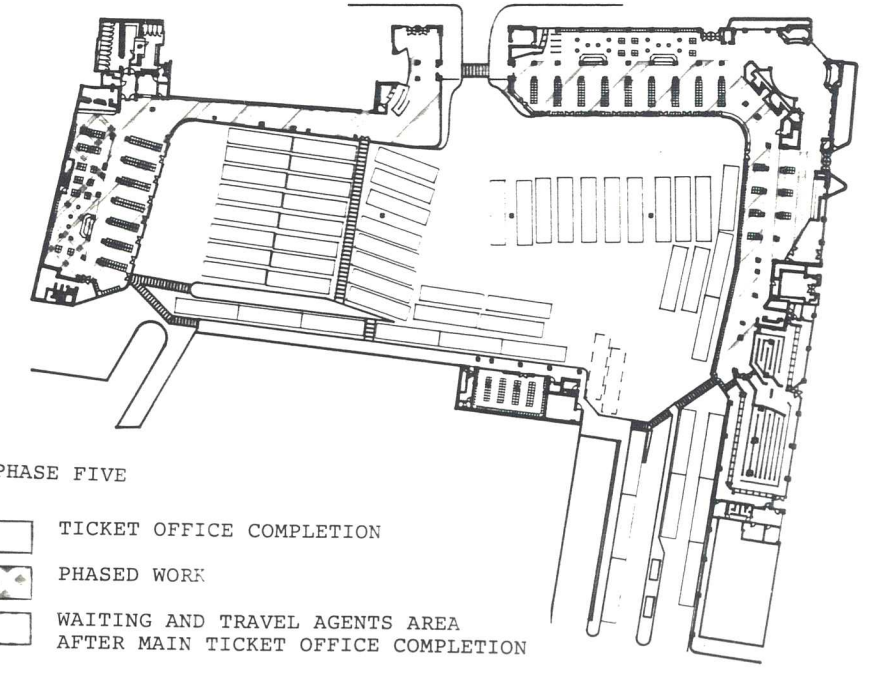 PHASE FIVE
TICKET OFFICE COMPLETION
PHASED WORK
WAITING AND TRAVEL AGENTS AREA
AFTER MAIN TICKET OFFICE COMPLETION